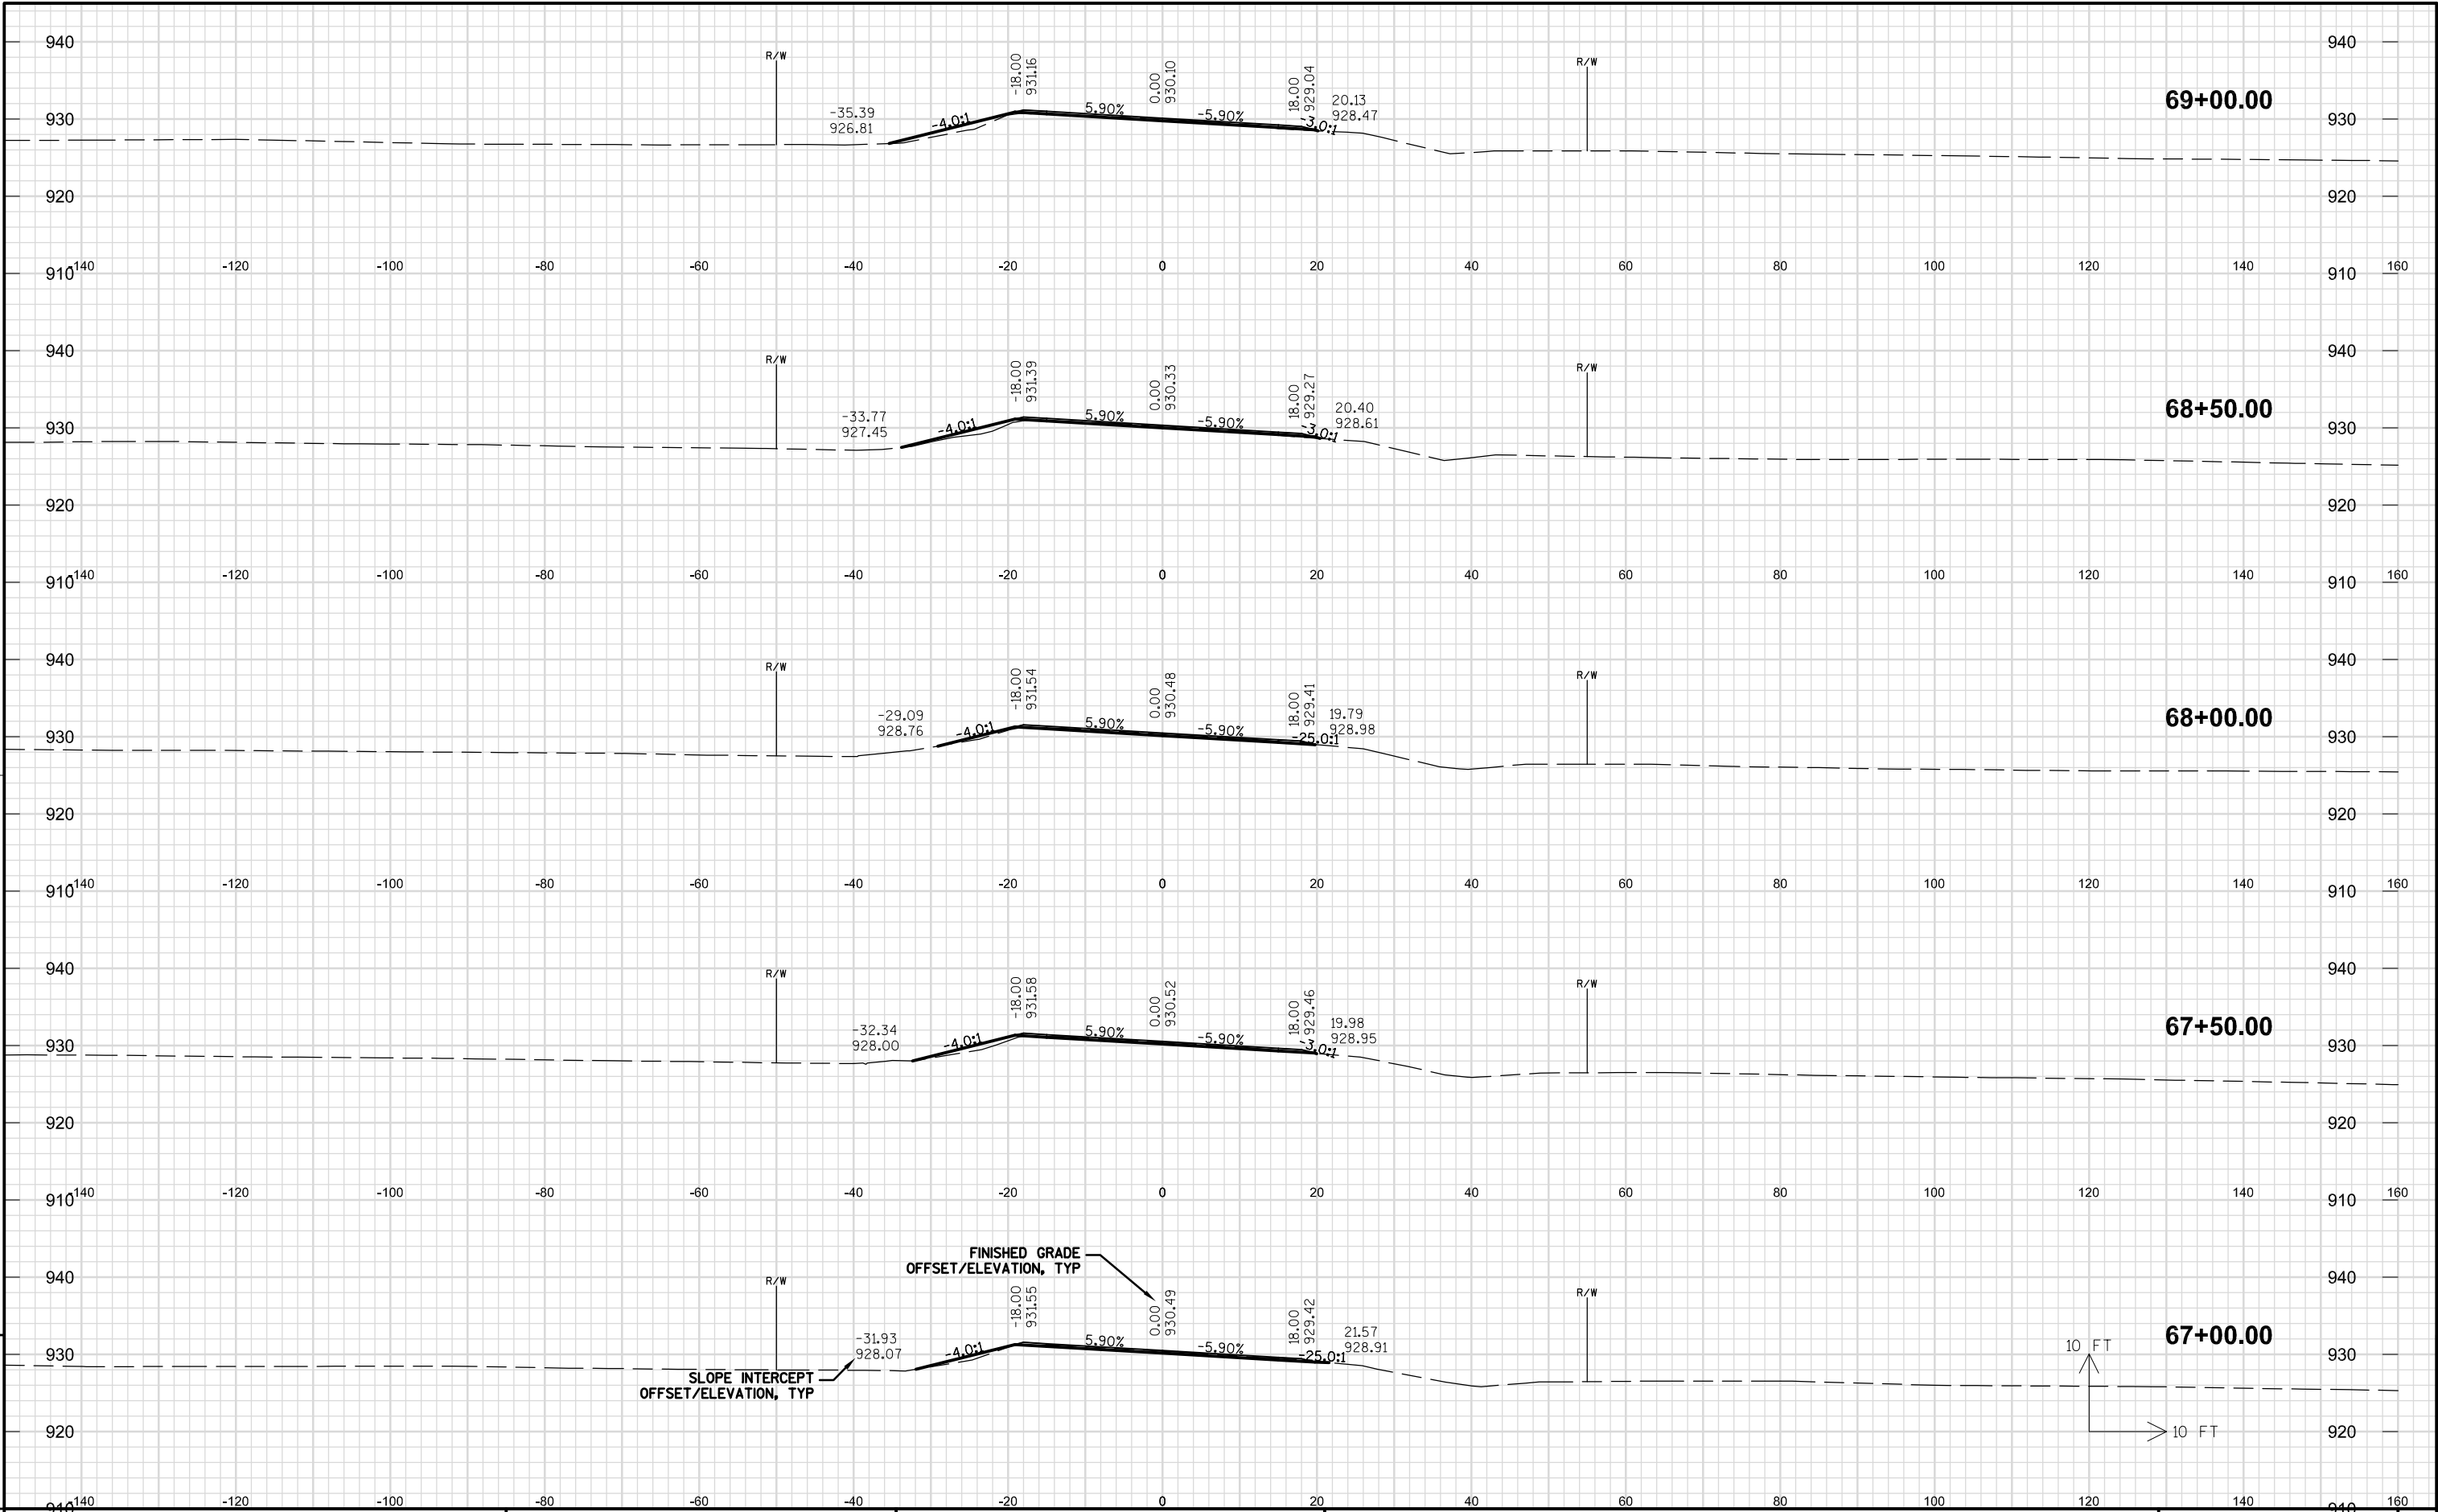 940 940
R/W R/W
-18.00 931.16
0.00 930.10
18.00 929.04
20.13
928.47
-35.39
926.81
69+00.00
930 -4.0:1 5.90% -5.90% -3.0:1 930
920 920
910 -140 -120 -100 -80 -60 -40 -20 0 20 40 60 80 100 120 140 910 160
940 940
R/W R/W
-18.00 931.39
0.00 930.33
18.00 929.27
20.40
928.61
-33.77
927.45
68+50.00
930 -4.0:1 5.90% -5.90% -3.0:1 930
920 920
910 -140 -120 -100 -80 -60 -40 -20 0 20 40 60 80 100 120 140 910 160
940 940
R/W R/W
-18.00 931.54
0.00 930.48
18.00 929.41
19.79
928.98
-29.09
928.76
68+00.00
930 -4.0:1 5.90% -5.90% -25.0:1 930
920 920
910 -140 -120 -100 -80 -60 -40 -20 0 20 40 60 80 100 120 140 910 160
940 940
R/W R/W
-18.00 931.58
0.00 930.52
18.00 929.46
19.98
928.95
-32.34
928.00
67+50.00
930 -4.0:1 5.90% -5.90% -3.0:1 930
920 920
910 -140 -120 -100 -80 -60 -40 -20 0 20 40 60 80 100 120 140 910 160
FINISHED GRADE
OFFSET/ELEVATION, TYP
940 940
R/W R/W
-18.00 931.55
0.00 930.49
18.00 929.42
21.57
928.91
-31.93
928.07
67+00.00
10 FT
930 -4.0:1 5.90% -5.90% -25.0:1 930
SLOPE INTERCEPT
OFFSET/ELEVATION, TYP
920 10 FT 920
910 -140 -120 -100 -80 -60 -40 -20 0 20 40 60 80 100 120 140 910 160